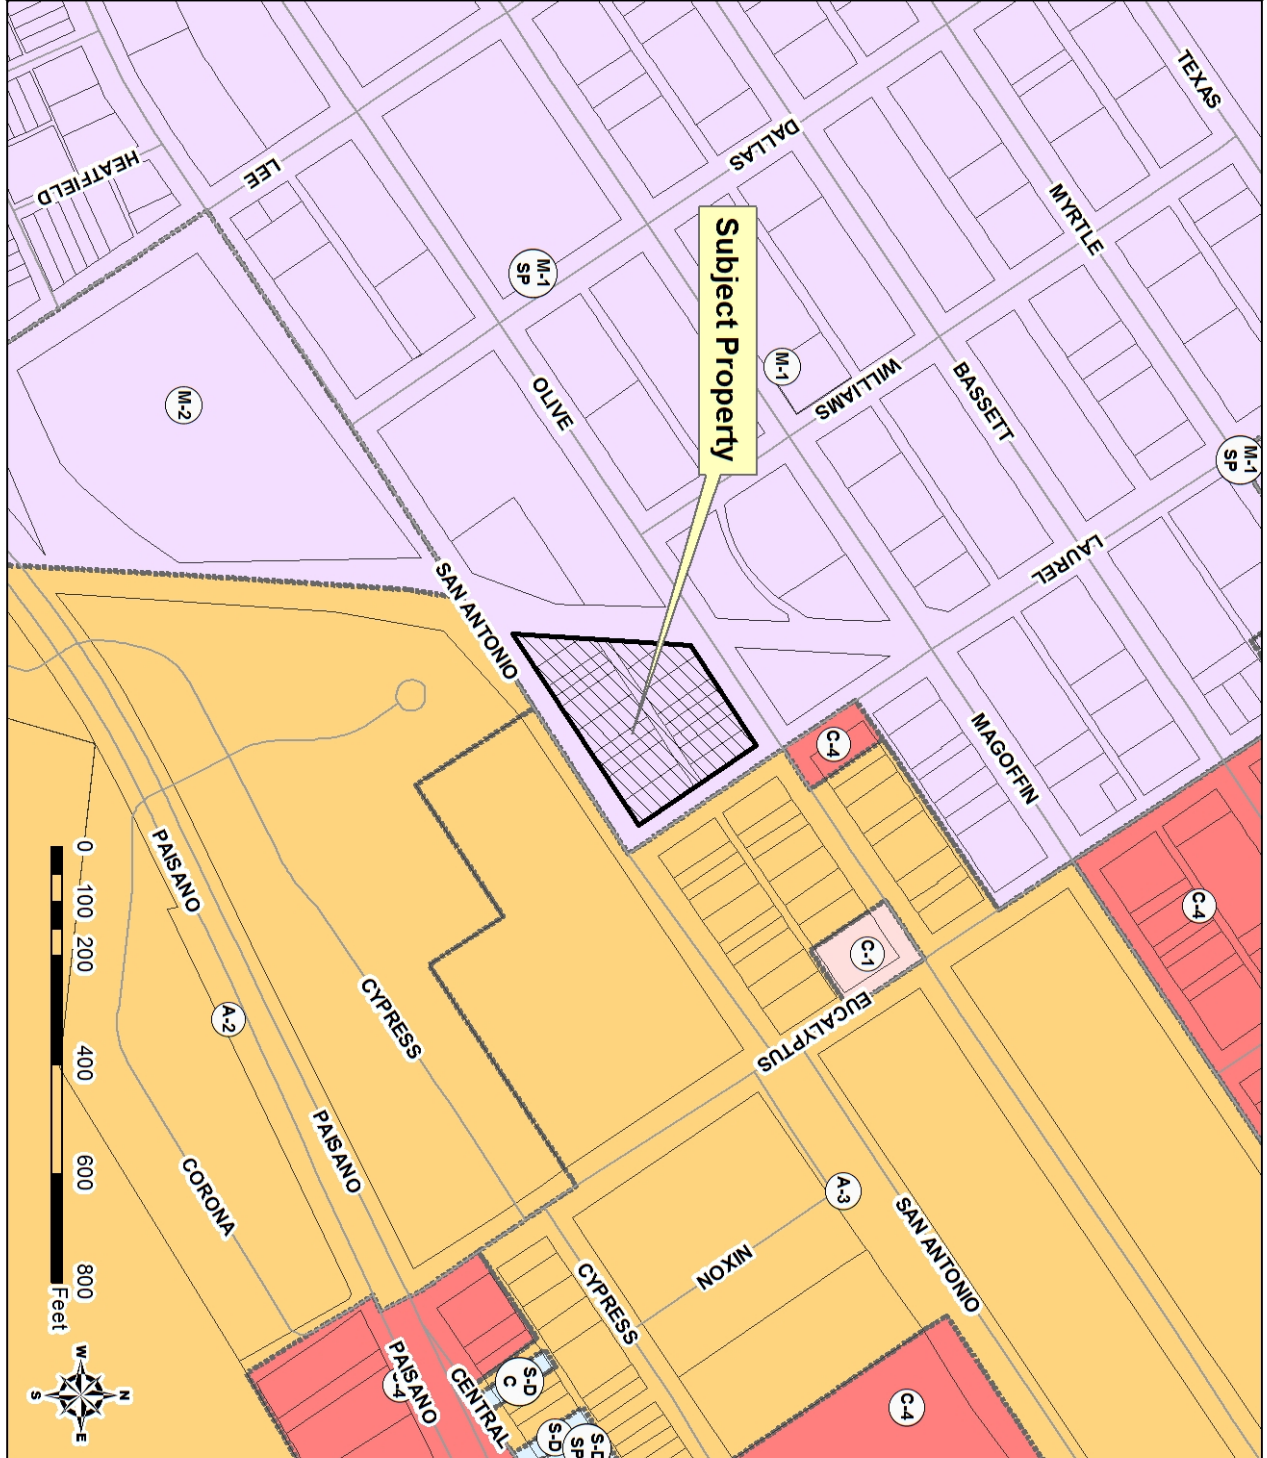 TEXAS
DALLAS
HEATFIELD
LEE
MYRTLE
M-1
SP
Subject Property
M-1
WILLIAMS
BASSETT
M-2
OLIVE
M-1
SP
LAUREL
SAN ANTONIO
MAGOFFIN
C-4
PAISANO
C-4
C-1
CYPRESS
A-2
EUCALYPTUS
PAISANO
CORONA
A-3
SAN ANTONIO
NIXON
CYPRESS
C-4
PAISANO
CENTRAL
S-D
C
C-4
S-D
S-D
SP
0 100 200 400 600 800
Feet
N
W
E
S